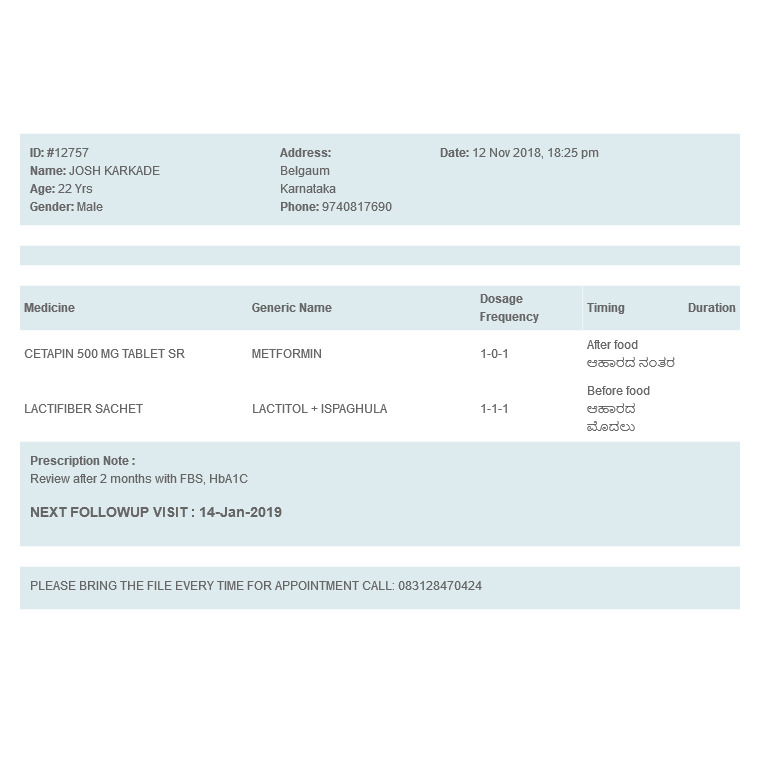 ID: #12757
Name: JOSH KARKADE
Age: 22 Yrs
Gender: Male
Address:
Belgaum
Karnataka
Phone: 9740817690
Date: 12 Nov 2018, 18:25 pm
Medicine Generic Name Dosage Frequency Timing Duration
CETAPIN 500 MG TABLET SR METFORMIN 1-0-1 After food
ಆಹಾರದ ನಂತರ
LACTIFIBER SACHET LACTITOL + ISPAGHULA 1-1-1 Before food
ಆಹಾರದ
ಮೊದಲು
Prescription Note :
Review after 2 months with FBS, HbA1C
NEXT FOLLOWUP VISIT : 14-Jan-2019
PLEASE BRING THE FILE EVERY TIME FOR APPOINTMENT CALL: 083128470424